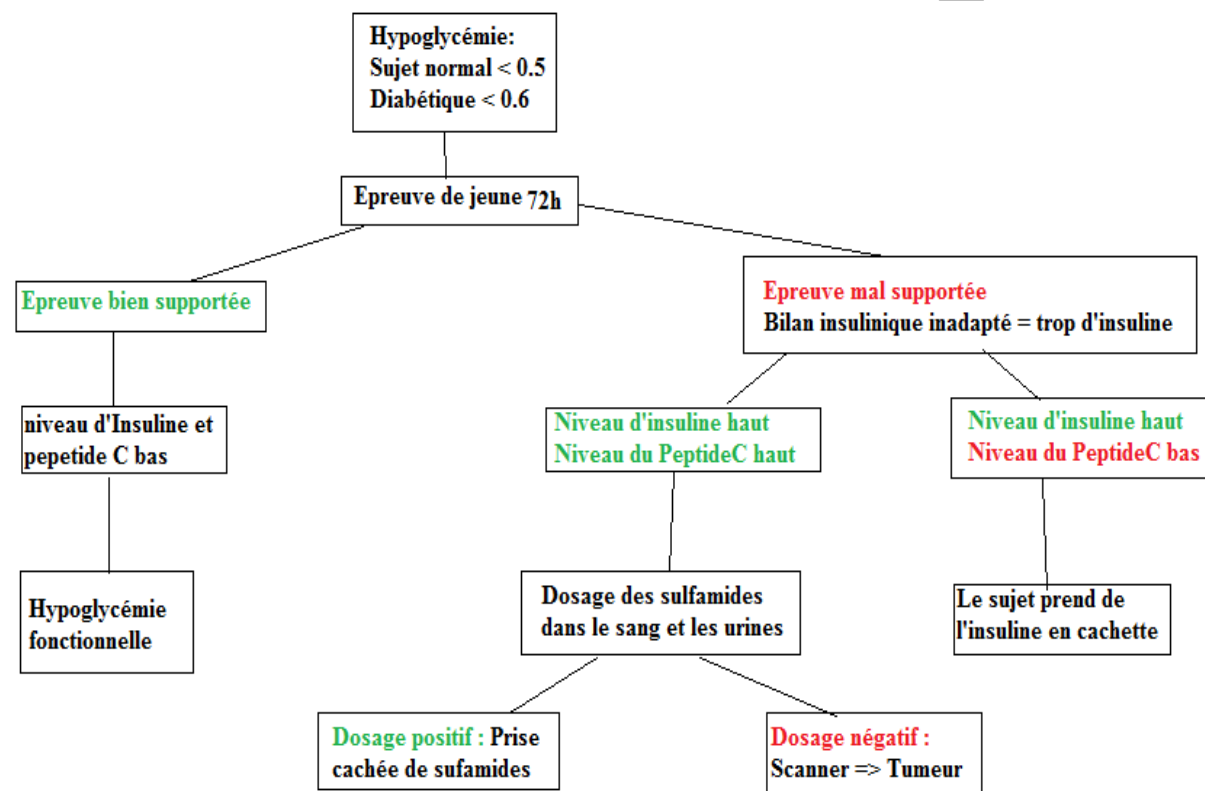 Hypoglycémie:
Sujet normal < 0.5
Diabétique < 0.6
Epreuve de jeune 72h
Epreuve bien supportée
Epreuve mal supportée
Bilan insulinique inadapté = trop d'insuline
niveau d'Insuline et
pepetide C bas
Niveau d'insuline haut
Niveau du PeptideC haut
Niveau d'insuline haut
Niveau du PeptideC bas
Hypoglycémie
fonctionnelle
Dosage des sulfamides
dans le sang et les urines
Le sujet prend de
l'insuline en cachette
Dosage positif : Prise
cachée de sufamides
Dosage négatif :
Scanner => Tumeur